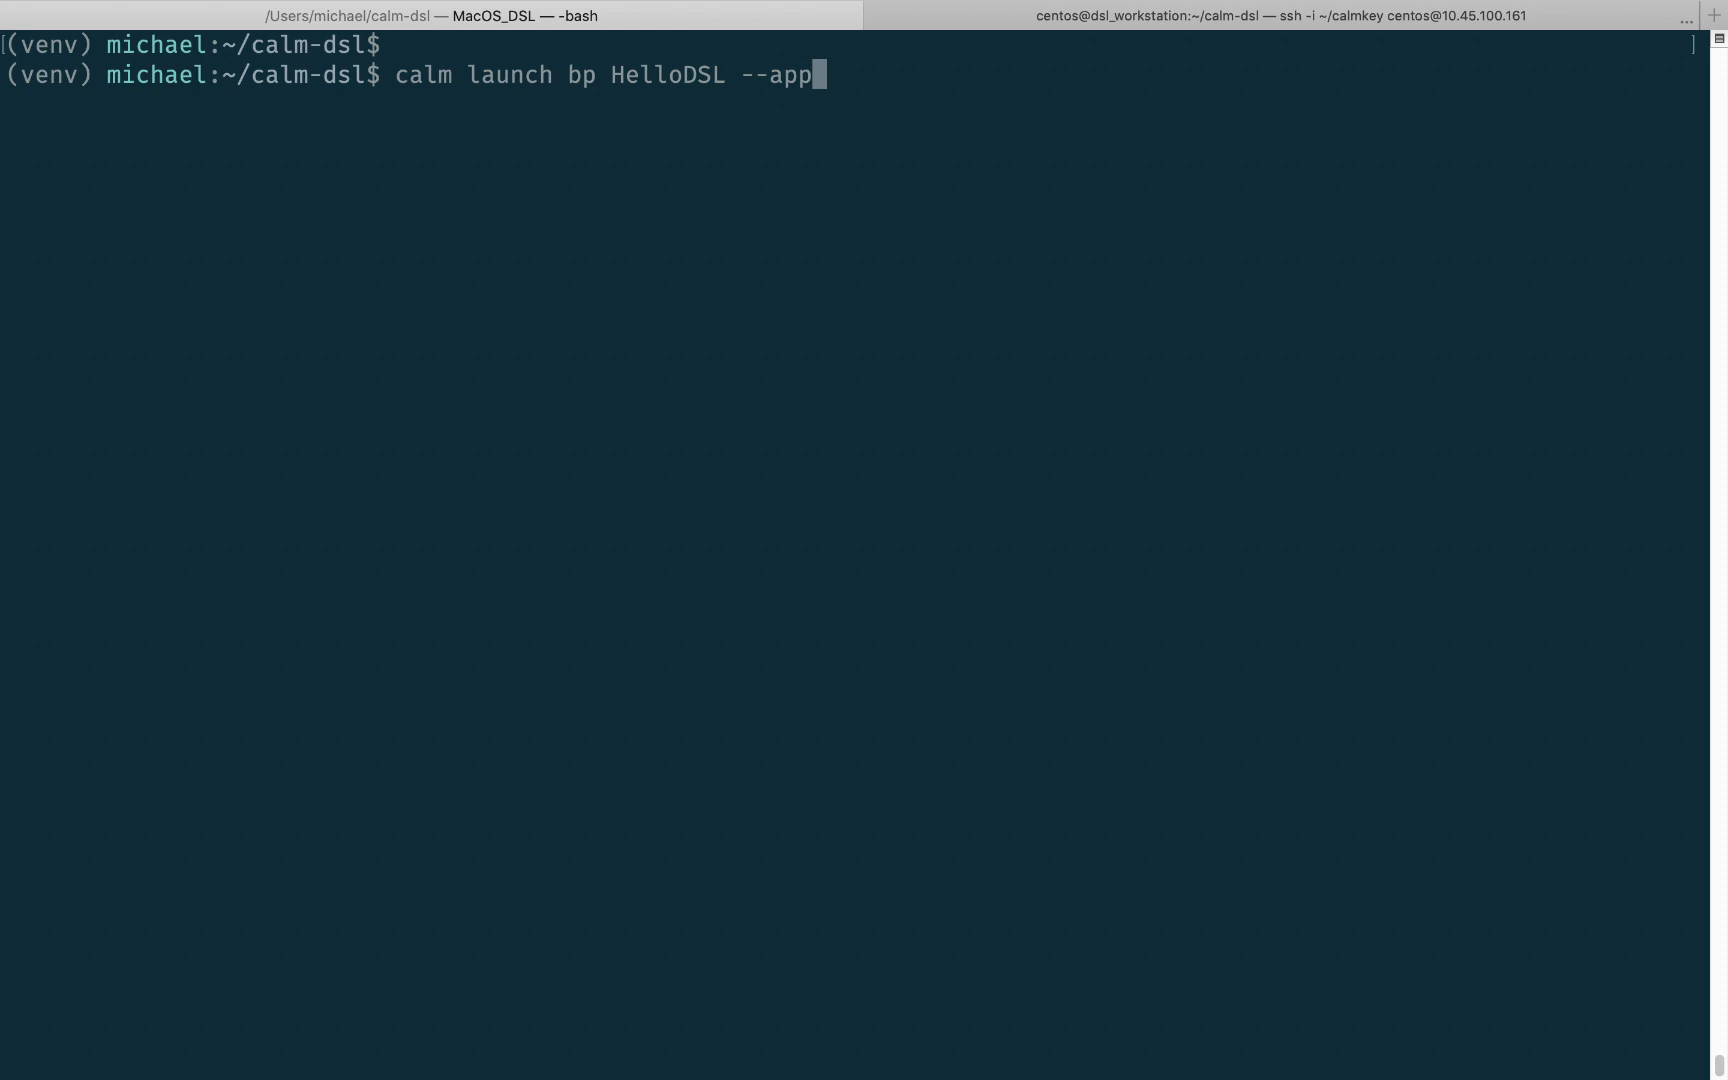 /Users/michael/calm-dsl — MacOS_DSL — -bash
centos@dsl_workstation:~/calm-dsl — ssh -i ~/calmkey centos@10.45.100.161
...
+
[(venv) michael:~/calm-dsl$ ]
(venv) michael:~/calm-dsl$ calm launch bp HelloDSL --app